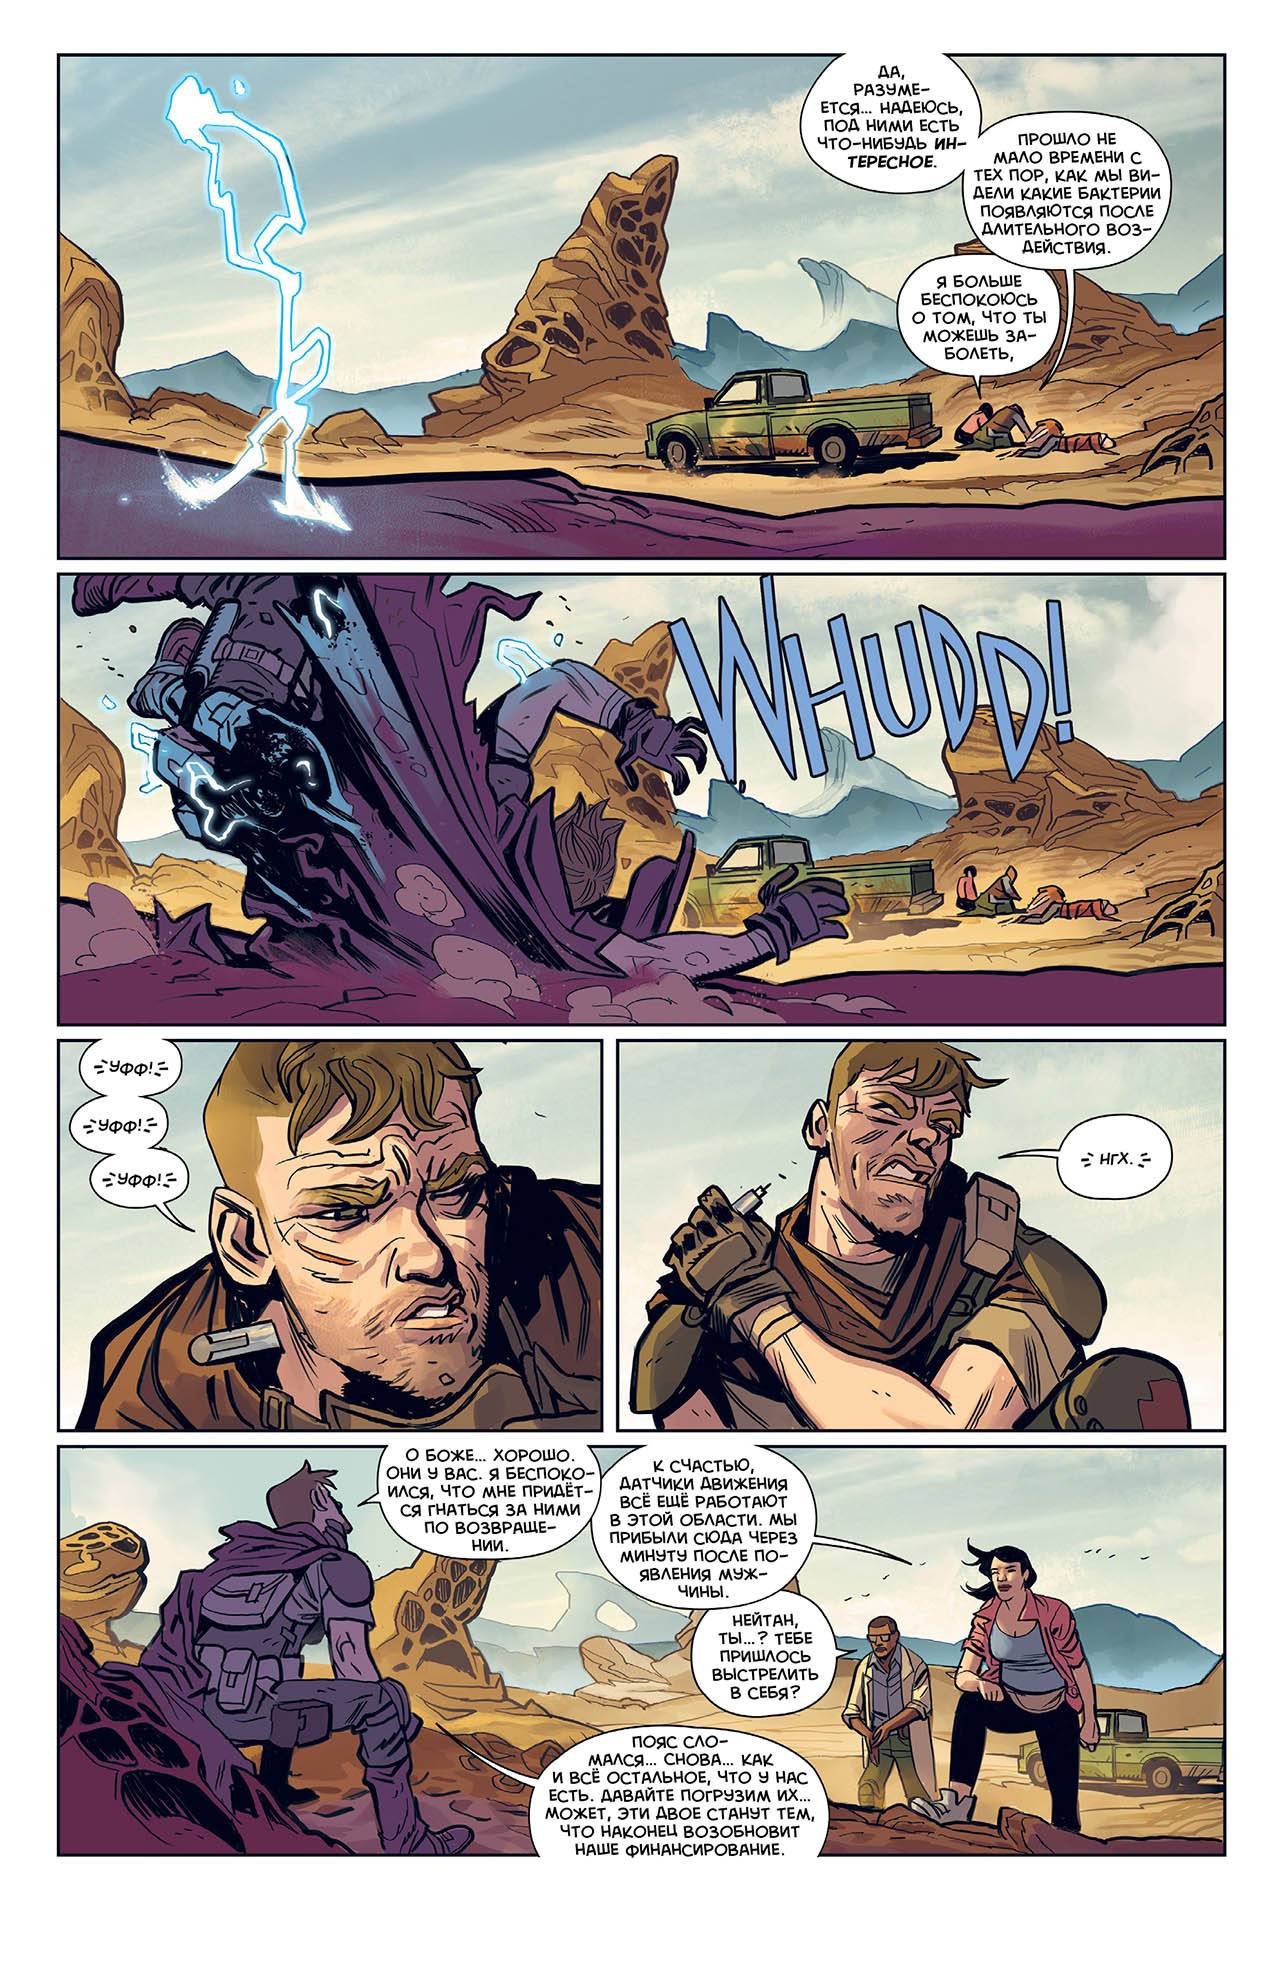 ДА,
РАЗУМЕ-
ЕТСЯ... НАДЕЮСЬ,
ПОД НИМИ ЕСТЬ
ЧТО-НИБУДЬ ИН-
ТЕРЕСНОЕ.
ПРОШЛО НЕ
МАЛО ВРЕМЕНИ С
ТЕХ ПОР, КАК МЫ ВИ-
ДЕЛИ КАКИЕ БАКТЕРИИ
ПОЯВЛЯЮТСЯ ПОСЛЕ
ДЛИТЕЛЬНОГО ВОЗ-
ДЕЙСТВИЯ.
Я БОЛЬШЕ
БЕСПОКОЮСЬ
О ТОМ, ЧТО ТЫ
МОЖЕШЬ ЗА-
БОЛЕТЬ,
WHUDD!
УФФ!
УФФ!
УФФ!
НГХ.
О БОЖЕ... ХОРОШО.
ОНИ У ВАС. Я БЕСПОКО-
ИЛСЯ, ЧТО МНЕ ПРИДЁТ-
СЯ ГНАТЬСЯ ЗА НИМИ
ПО ВОЗВРАЩЕ-
НИИ.
К СЧАСТЬЮ,
ДАТЧИКИ ДВИЖЕНИЯ
ВСЁ ЕЩЁ РАБОТАЮТ
В ЭТОЙ ОБЛАСТИ. МЫ
ПРИБЫЛИ СЮДА ЧЕРЕЗ
МИНУТУ ПОСЛЕ ПО-
ЯВЛЕНИЯ МУЖ-
ЧИНЫ.
НЕЙТАН,
ТЫ...? ТЕБЕ
ПРИШЛОСЬ
ВЫСТРЕЛИТЬ
В СЕБЯ?
ПОЯС СЛО-
МАЛСЯ... СНОВА... КАК
И ВСЁ ОСТАЛЬНОЕ, ЧТО У НАС
ЕСТЬ. ДАВАЙТЕ ПОГРУЗИМ ИХ...
МОЖЕТ, ЭТИ ДВОЕ СТАНУТ ТЕМ,
ЧТО НАКОНЕЦ ВОЗОБНОВИТ
НАШЕ ФИНАНСИРОВАНИЕ.